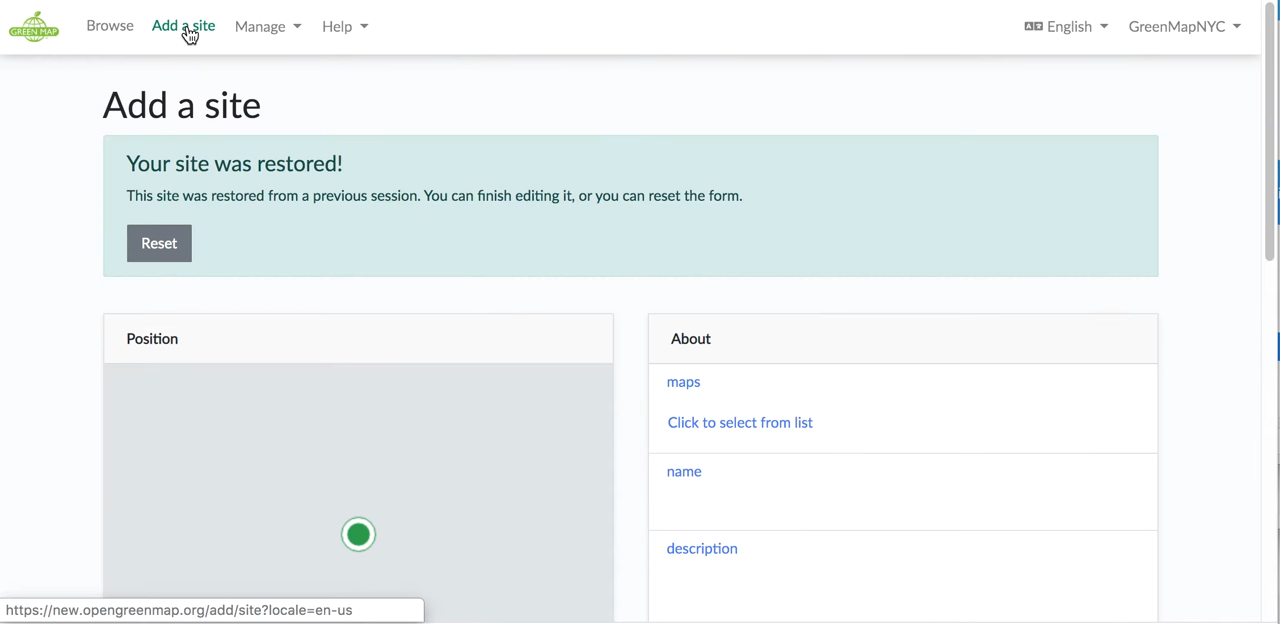 GREEN MAP
Browse
Add a site
Manage
Help
English
GreenMapNYC
Add a site
Your site was restored!
This site was restored from a previous session. You can finish editing it, or you can reset the form.
Reset
Position
About
maps
Click to select from list
name
description
https://new.opengreenmap.org/add/site?locale=en-us